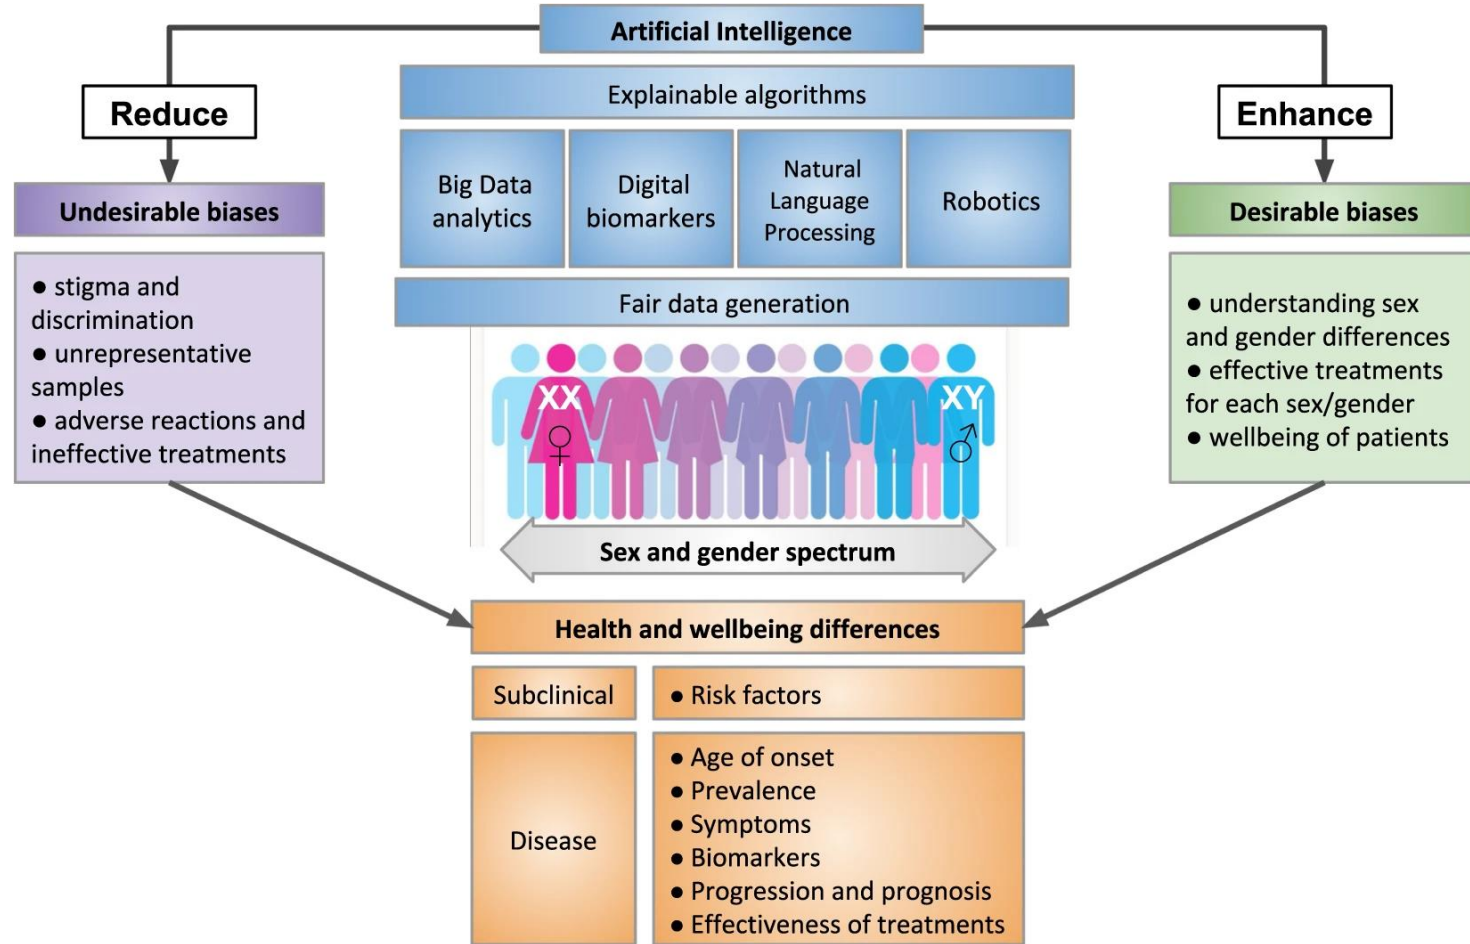 Artificial Intelligence
Reduce
Enhance
Explainable algorithms
Big Data
analytics
Digital
biomarkers
Natural
Language
Processing
Robotics
Fair data generation
Undesirable biases
● stigma and
discrimination
● unrepresentative
samples
● adverse reactions and
ineffective treatments
Desirable biases
● understanding sex
and gender differences
● effective treatments
for each sex/gender
● wellbeing of patients
XX
♀
XY
♂
Sex and gender spectrum
Health and wellbeing differences
Subclinical
● Risk factors
Disease
● Age of onset
● Prevalence
● Symptoms
● Biomarkers
● Progression and prognosis
● Effectiveness of treatments